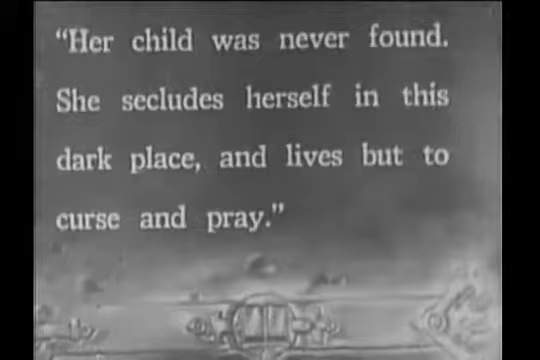 “Her child was never found.
She secludes herself in this
dark place, and lives but to
curse and pray.”